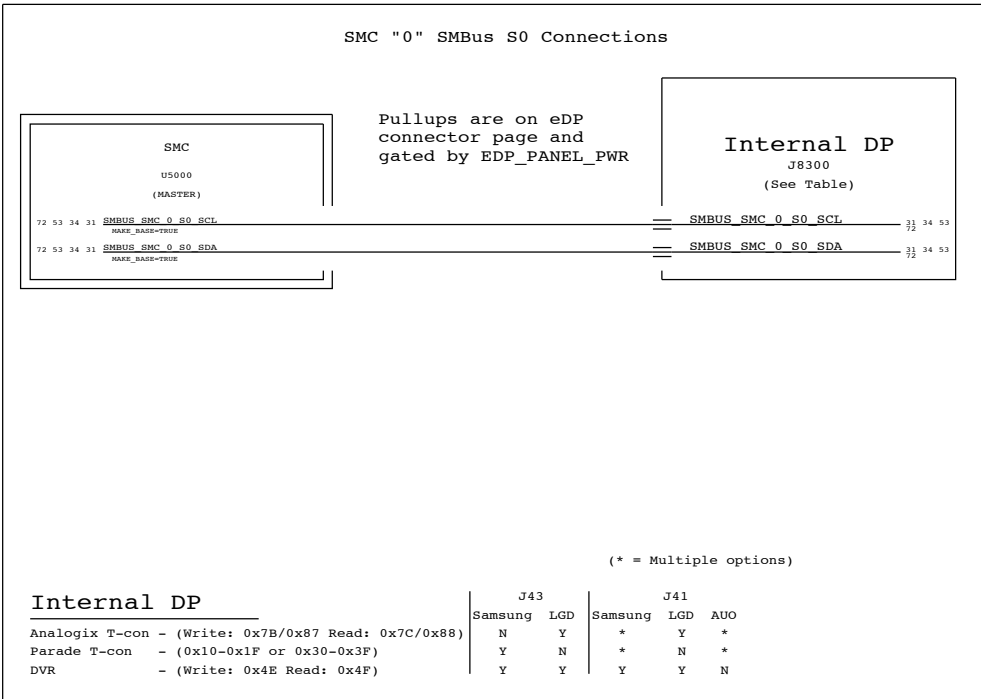 SMC "0" SMBus S0 Connections
Pullups are on eDP
connector page and
gated by EDP_PANEL_PWR
SMC
U5000
(MASTER)
Internal DP
J8300
(See Table)
72 53 34 31 SMBUS_SMC_0_S0_SCL
MAKE_BASE=TRUE
SMBUS_SMC_0_S0_SCL 31 34 53
72
72 53 34 31 SMBUS_SMC_0_S0_SDA
MAKE_BASE=TRUE
SMBUS_SMC_0_S0_SDA 31 34 53
72
(* = Multiple options)
Internal DP J43 J41
Samsung LGD Samsung LGD AUO
Analogix T-con - (Write: 0x7B/0x87 Read: 0x7C/0x88) N Y * Y *
Parade T-con - (0x10-0x1F or 0x30-0x3F) Y N * N *
DVR - (Write: 0x4E Read: 0x4F) Y Y Y Y N